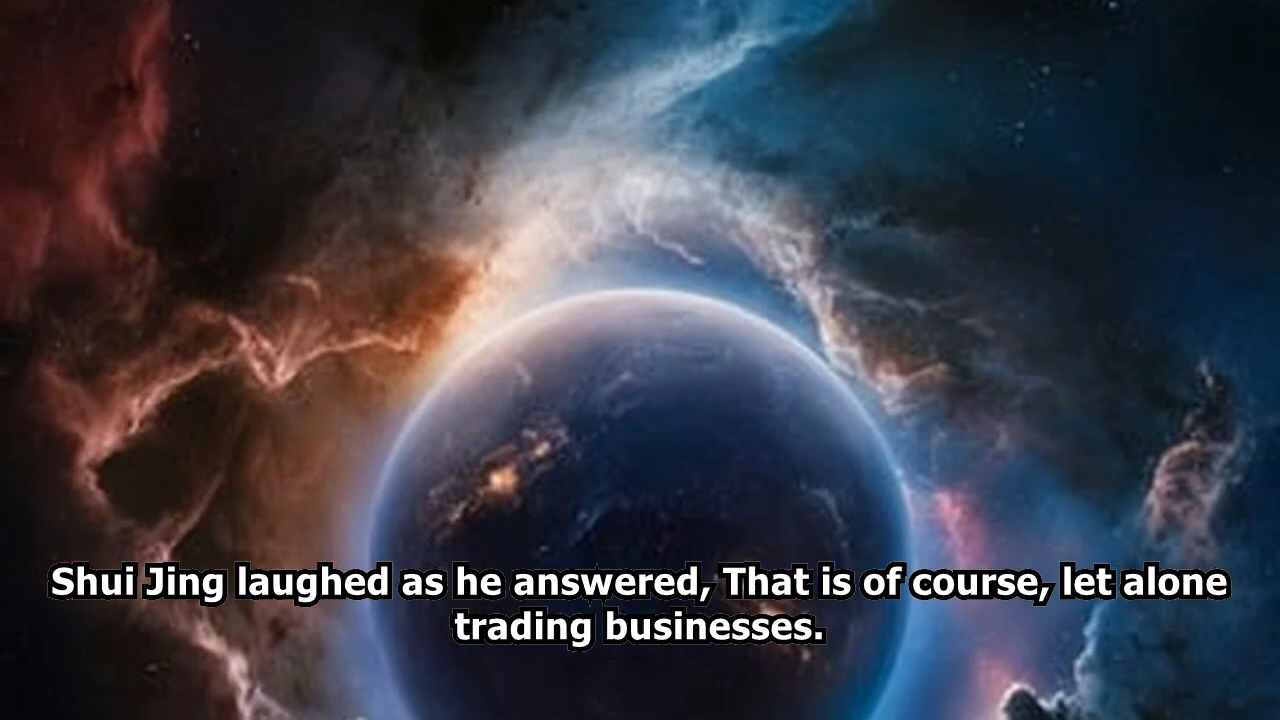 Shui Jing laughed as he answered, That is of course, let alone
trading businesses.